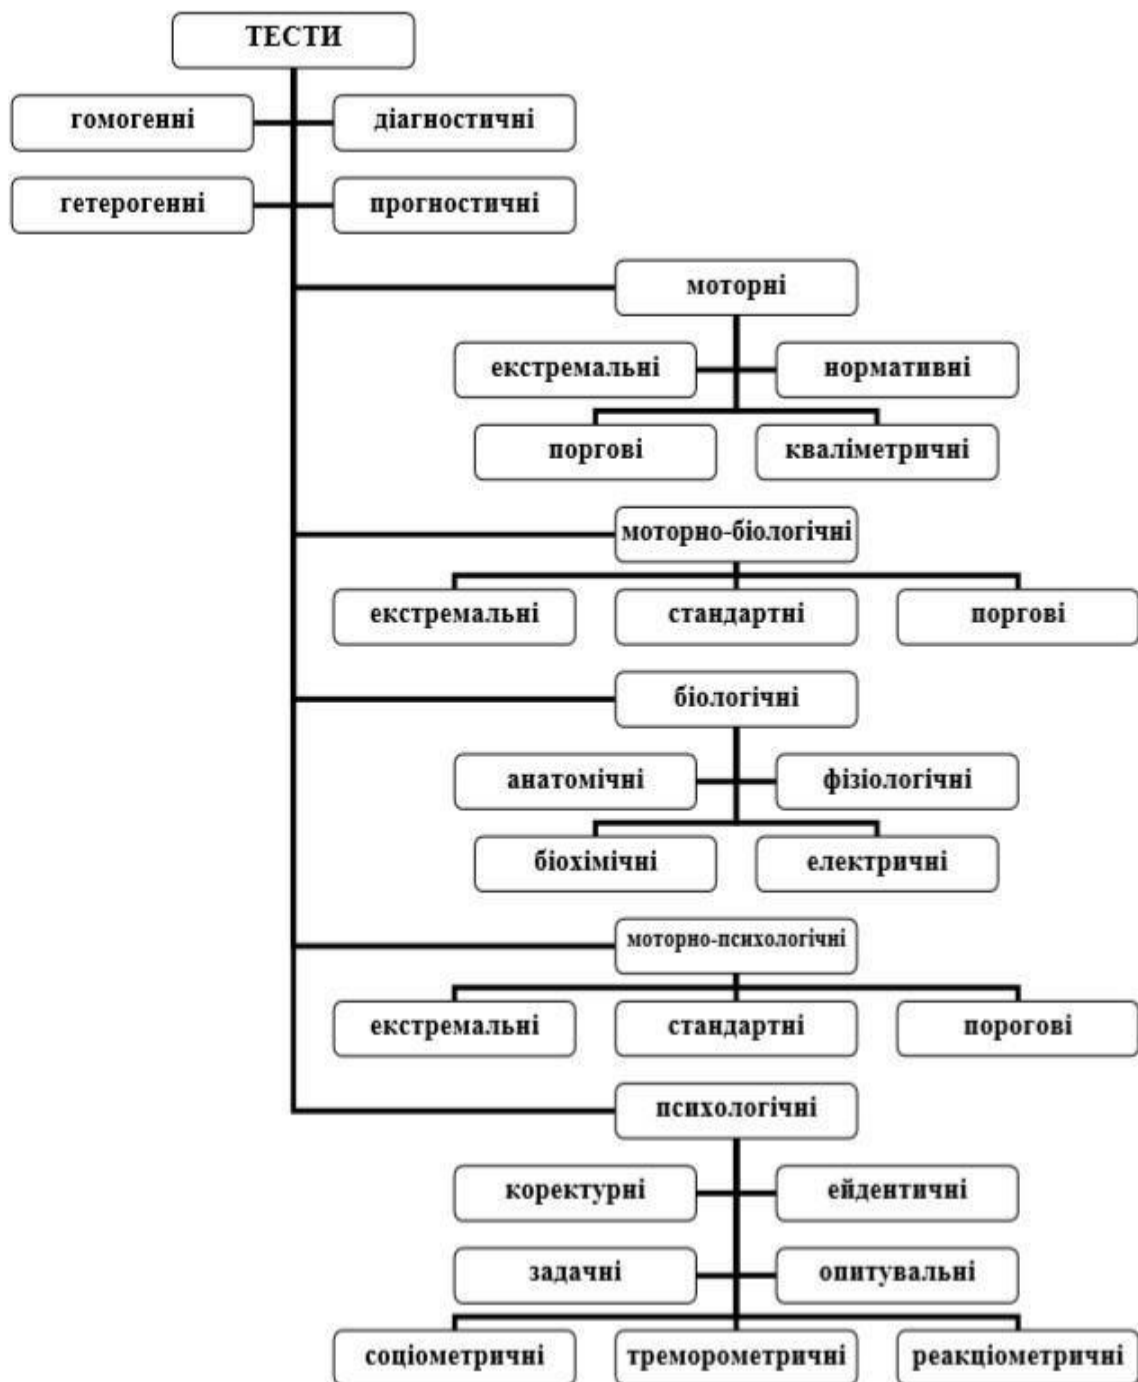 ТЕСТИ
гомогенні
діагностичні
гетерогенні
прогностичні
моторні
екстремальні
нормативні
поргові
кваліметричні
моторно-біологічні
екстремальні
стандартні
поргові
біологічні
анатомічні
фізіологічні
біохімічні
електричні
моторно-психологічні
екстремальні
стандартні
порогові
психологічні
коректурні
ейдентичні
задачні
опитувальні
соціометричні
треморометричні
реакціометричні